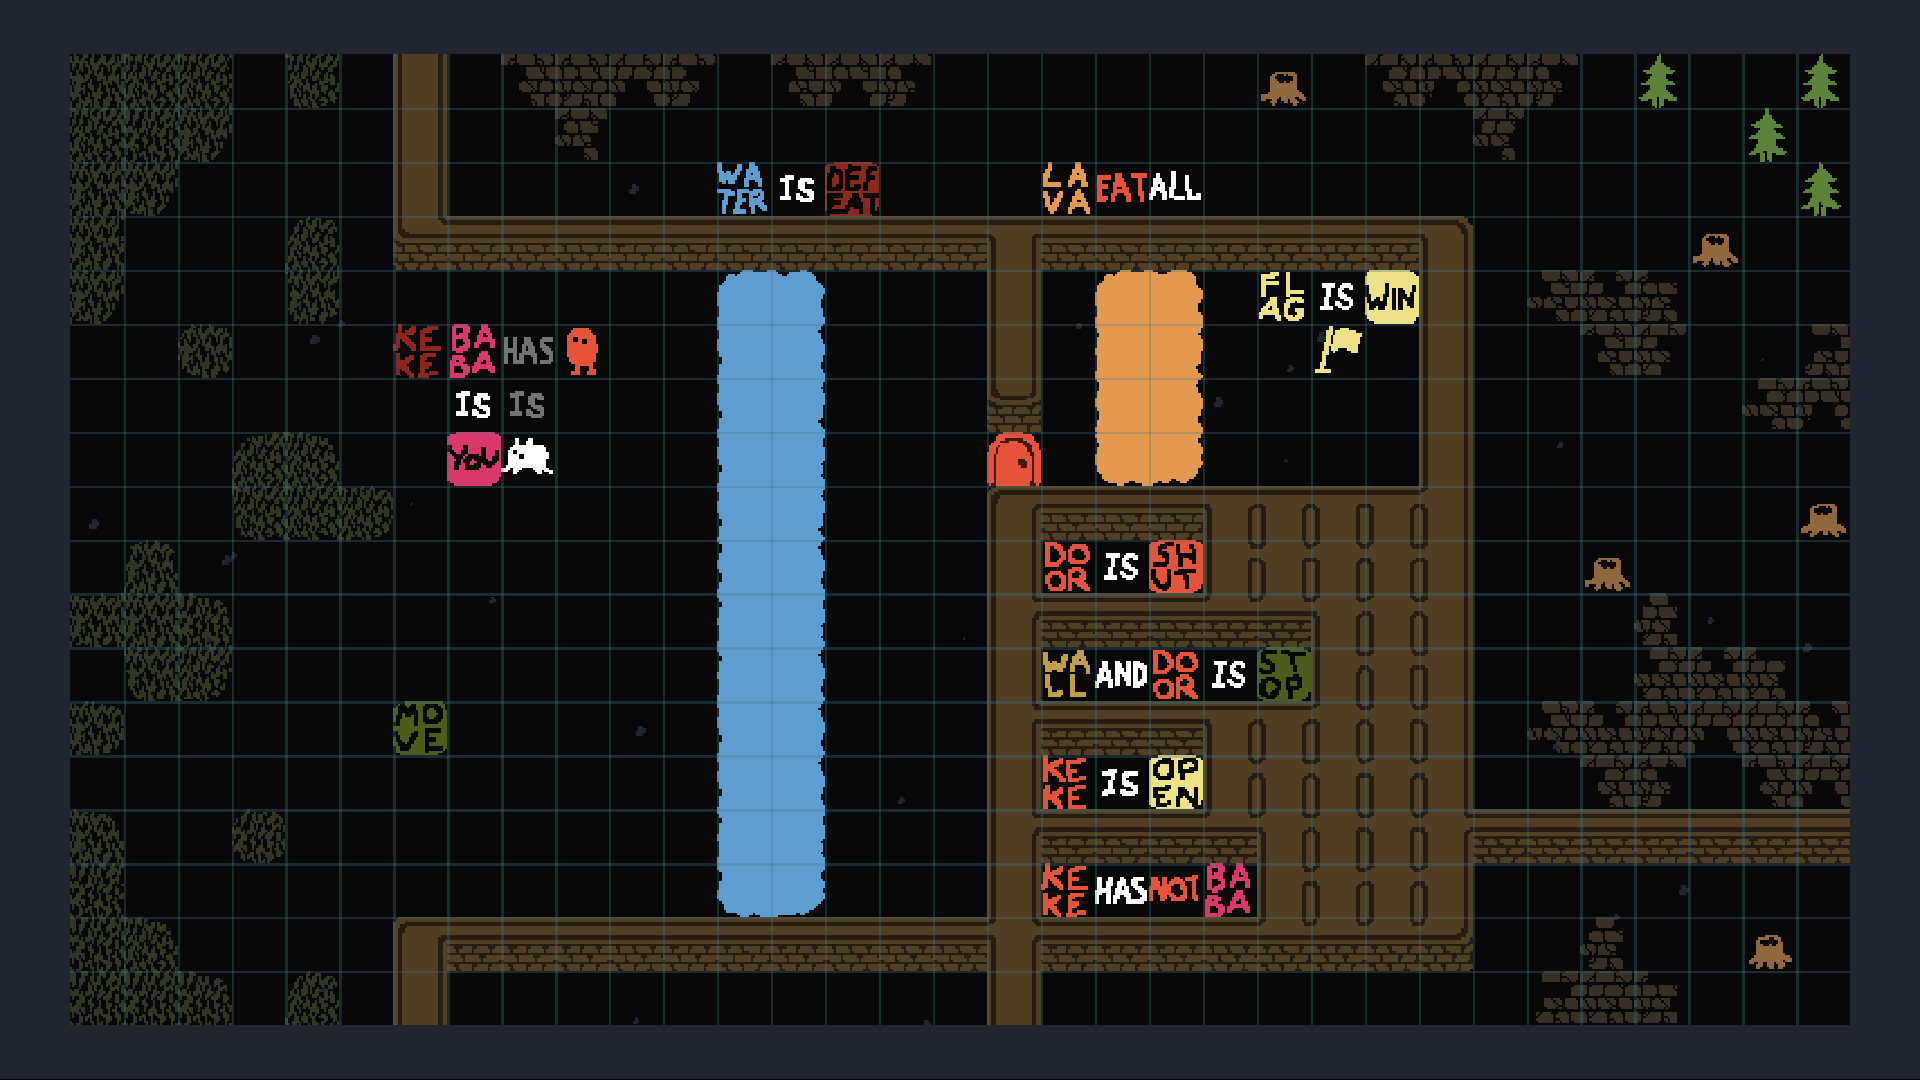 WATER IS DEFEAT
LAVA EAT ALL
FLAG IS WIN
KEKE BABA HAS
IS IS
YOU
DOOR IS SHUT
WALL AND DOOR IS STOP
MOVE
KEKE IS OPEN
KEKE HAS NOT BABA